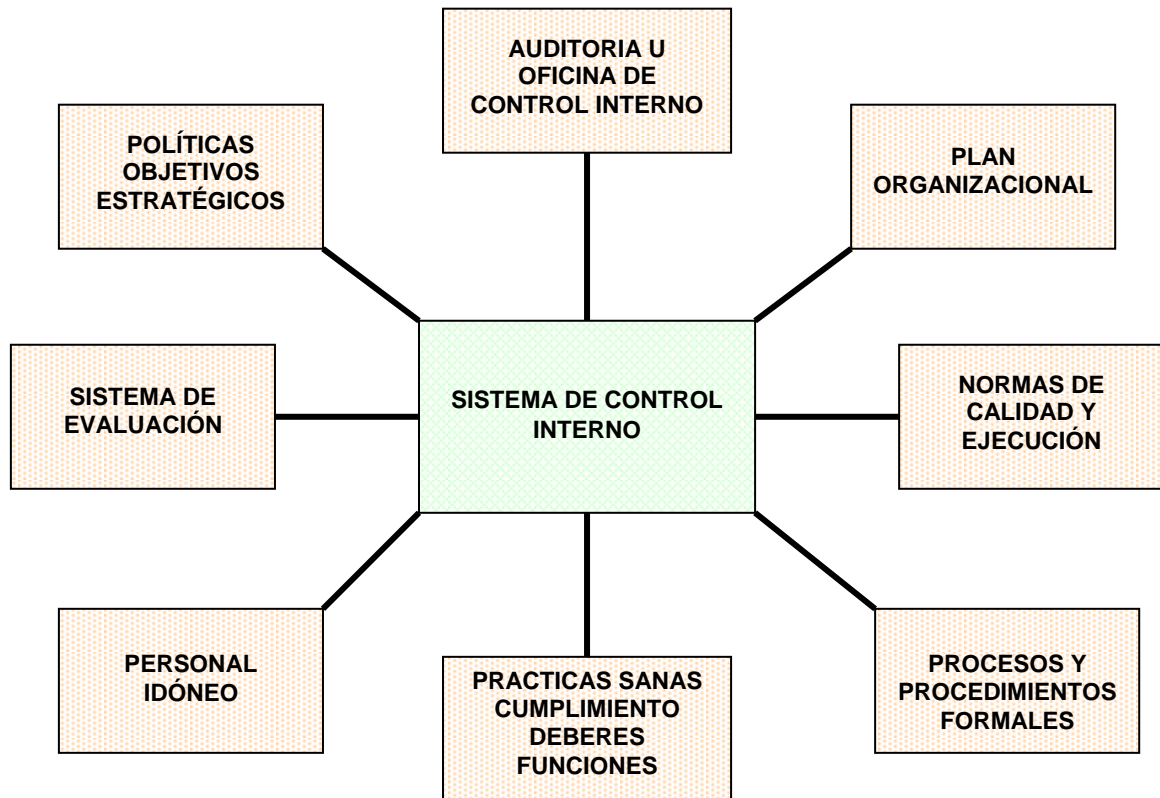 AUDITORIA U
OFICINA DE
CONTROL INTERNO
POLÍTICAS
OBJETIVOS
ESTRATÉGICOS
PLAN
ORGANIZACIONAL
SISTEMA DE
EVALUACIÓN
SISTEMA DE CONTROL
INTERNO
NORMAS DE
CALIDAD Y
EJECUCIÓN
PERSONAL
IDÓNEO
PRACTICAS SANAS
CUMPLIMIENTO
DEBERES
FUNCIONES
PROCESOS Y
PROCEDIMIENTOS
FORMALES